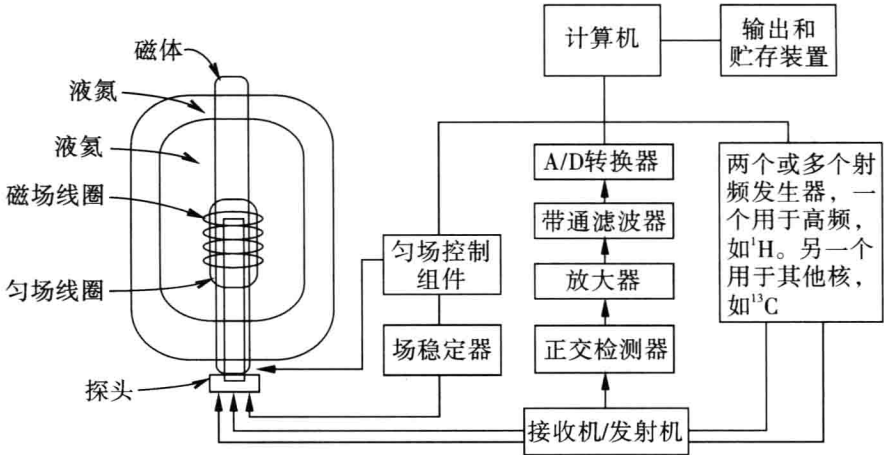 磁体
液氮
液氦
磁场线圈
匀场线圈
探头
计算机
输出和
贮存装置
A/D转换器
带通滤波器
放大器
正交检测器
接收机/发射机
匀场控制
组件
场稳定器
两个或多个射
频发生器，一
个用于高频，
如¹H。另一个
用于其他核，
如¹³C